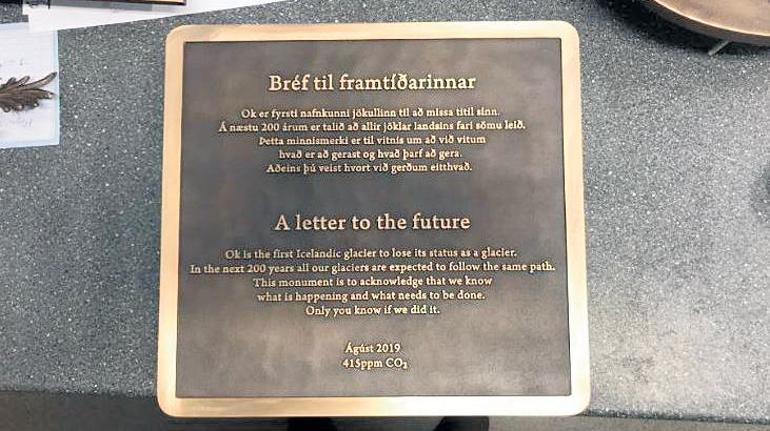 Bréf til framtíðarinnar
Ok er fyrsti nafnkunni jökullinn til að missa titil sinn.
Á næstu 200 árum er talið að allir jöklar landsins fari sömu leið.
Þetta minnismerki er til vitnis um að við vitum
hvað er að gerast og hvað þarf að gera.
Aðeins þú veist hvort við gerðum eitthvað.
A letter to the future
Ok is the first Icelandic glacier to lose its status as a glacier.
In the next 200 years all our glaciers are expected to follow the same path.
This monument is to acknowledge that we know
what is happening and what needs to be done.
Only you know if we did it.
Ágúst 2019
415ppm CO₂